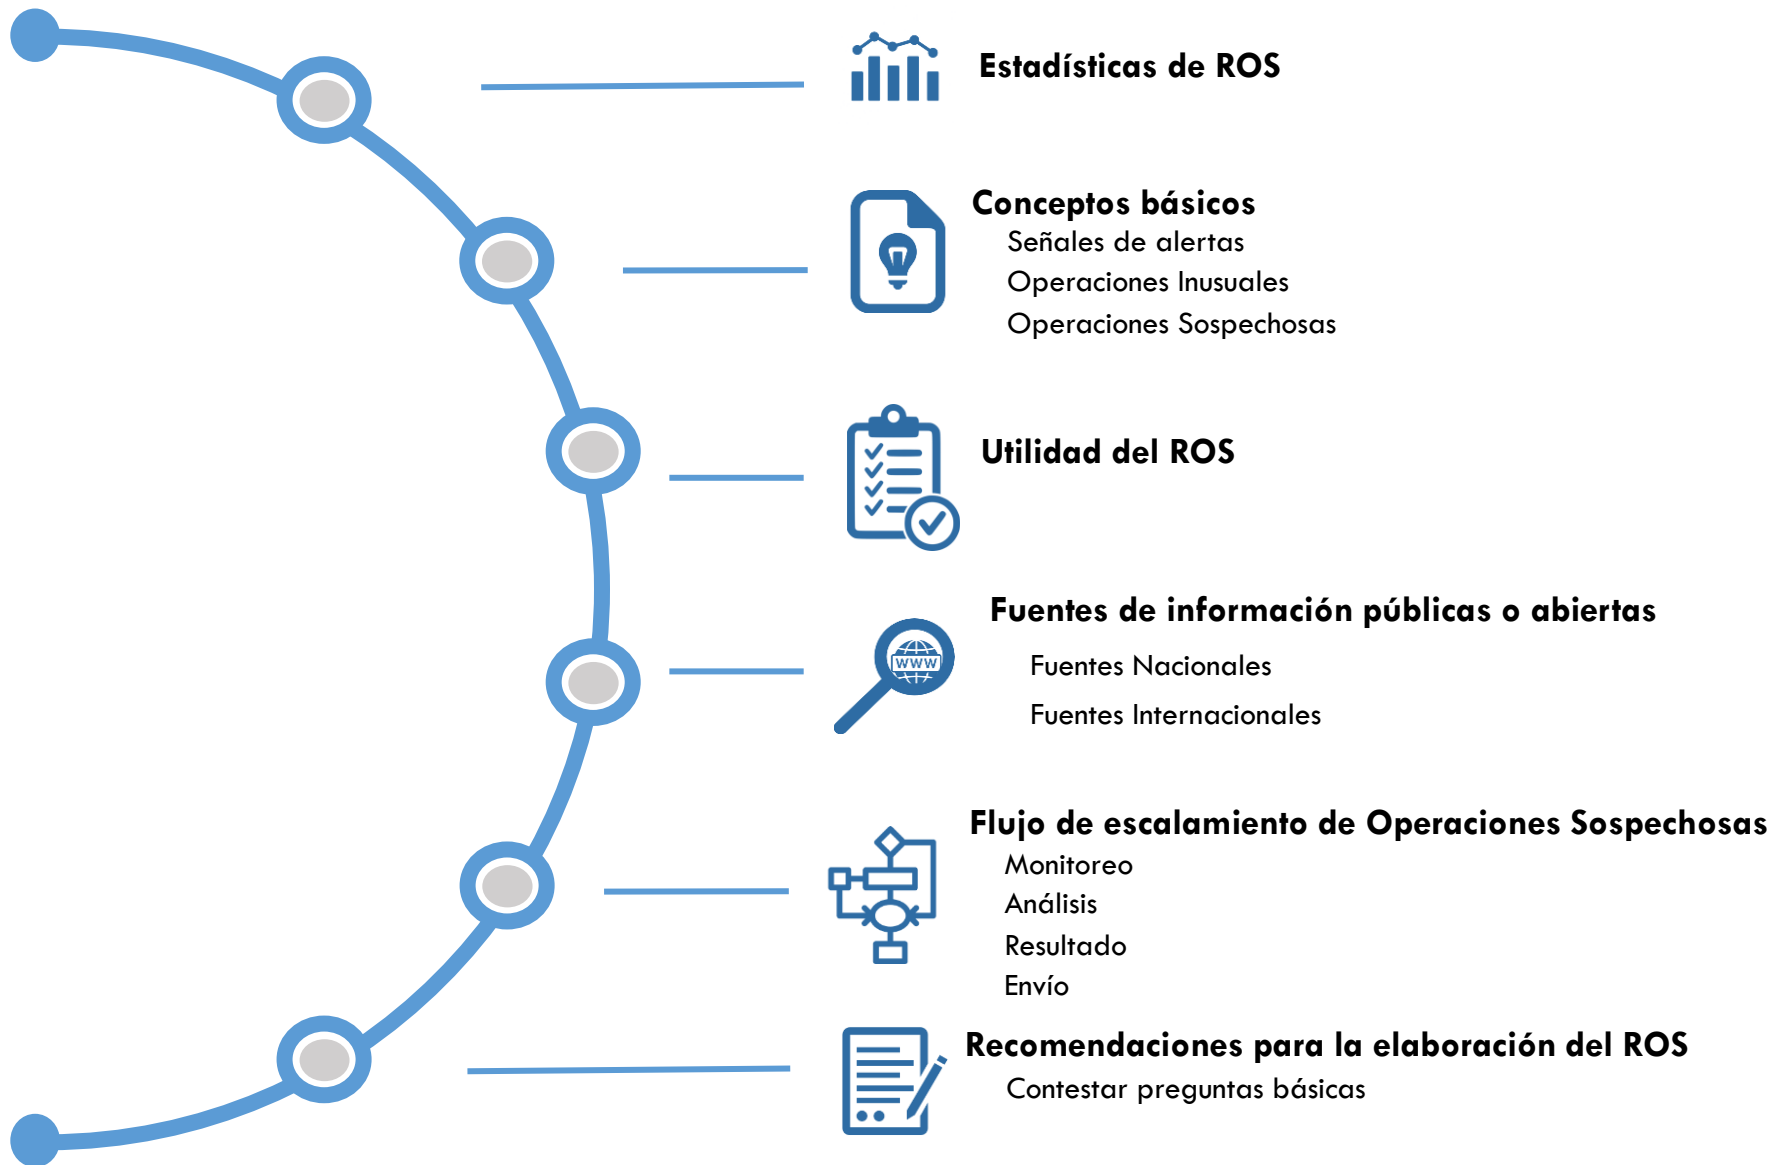 Estadísticas de ROS
Conceptos básicos
Señales de alertas
Operaciones Inusuales
Operaciones Sospechosas
Utilidad del ROS
Fuentes de información públicas o abiertas
WWW
Fuentes Nacionales
Fuentes Internacionales
Flujo de escalamiento de Operaciones Sospechosas
Monitoreo
Análisis
Resultado
Envío
Recomendaciones para la elaboración del ROS
Contestar preguntas básicas